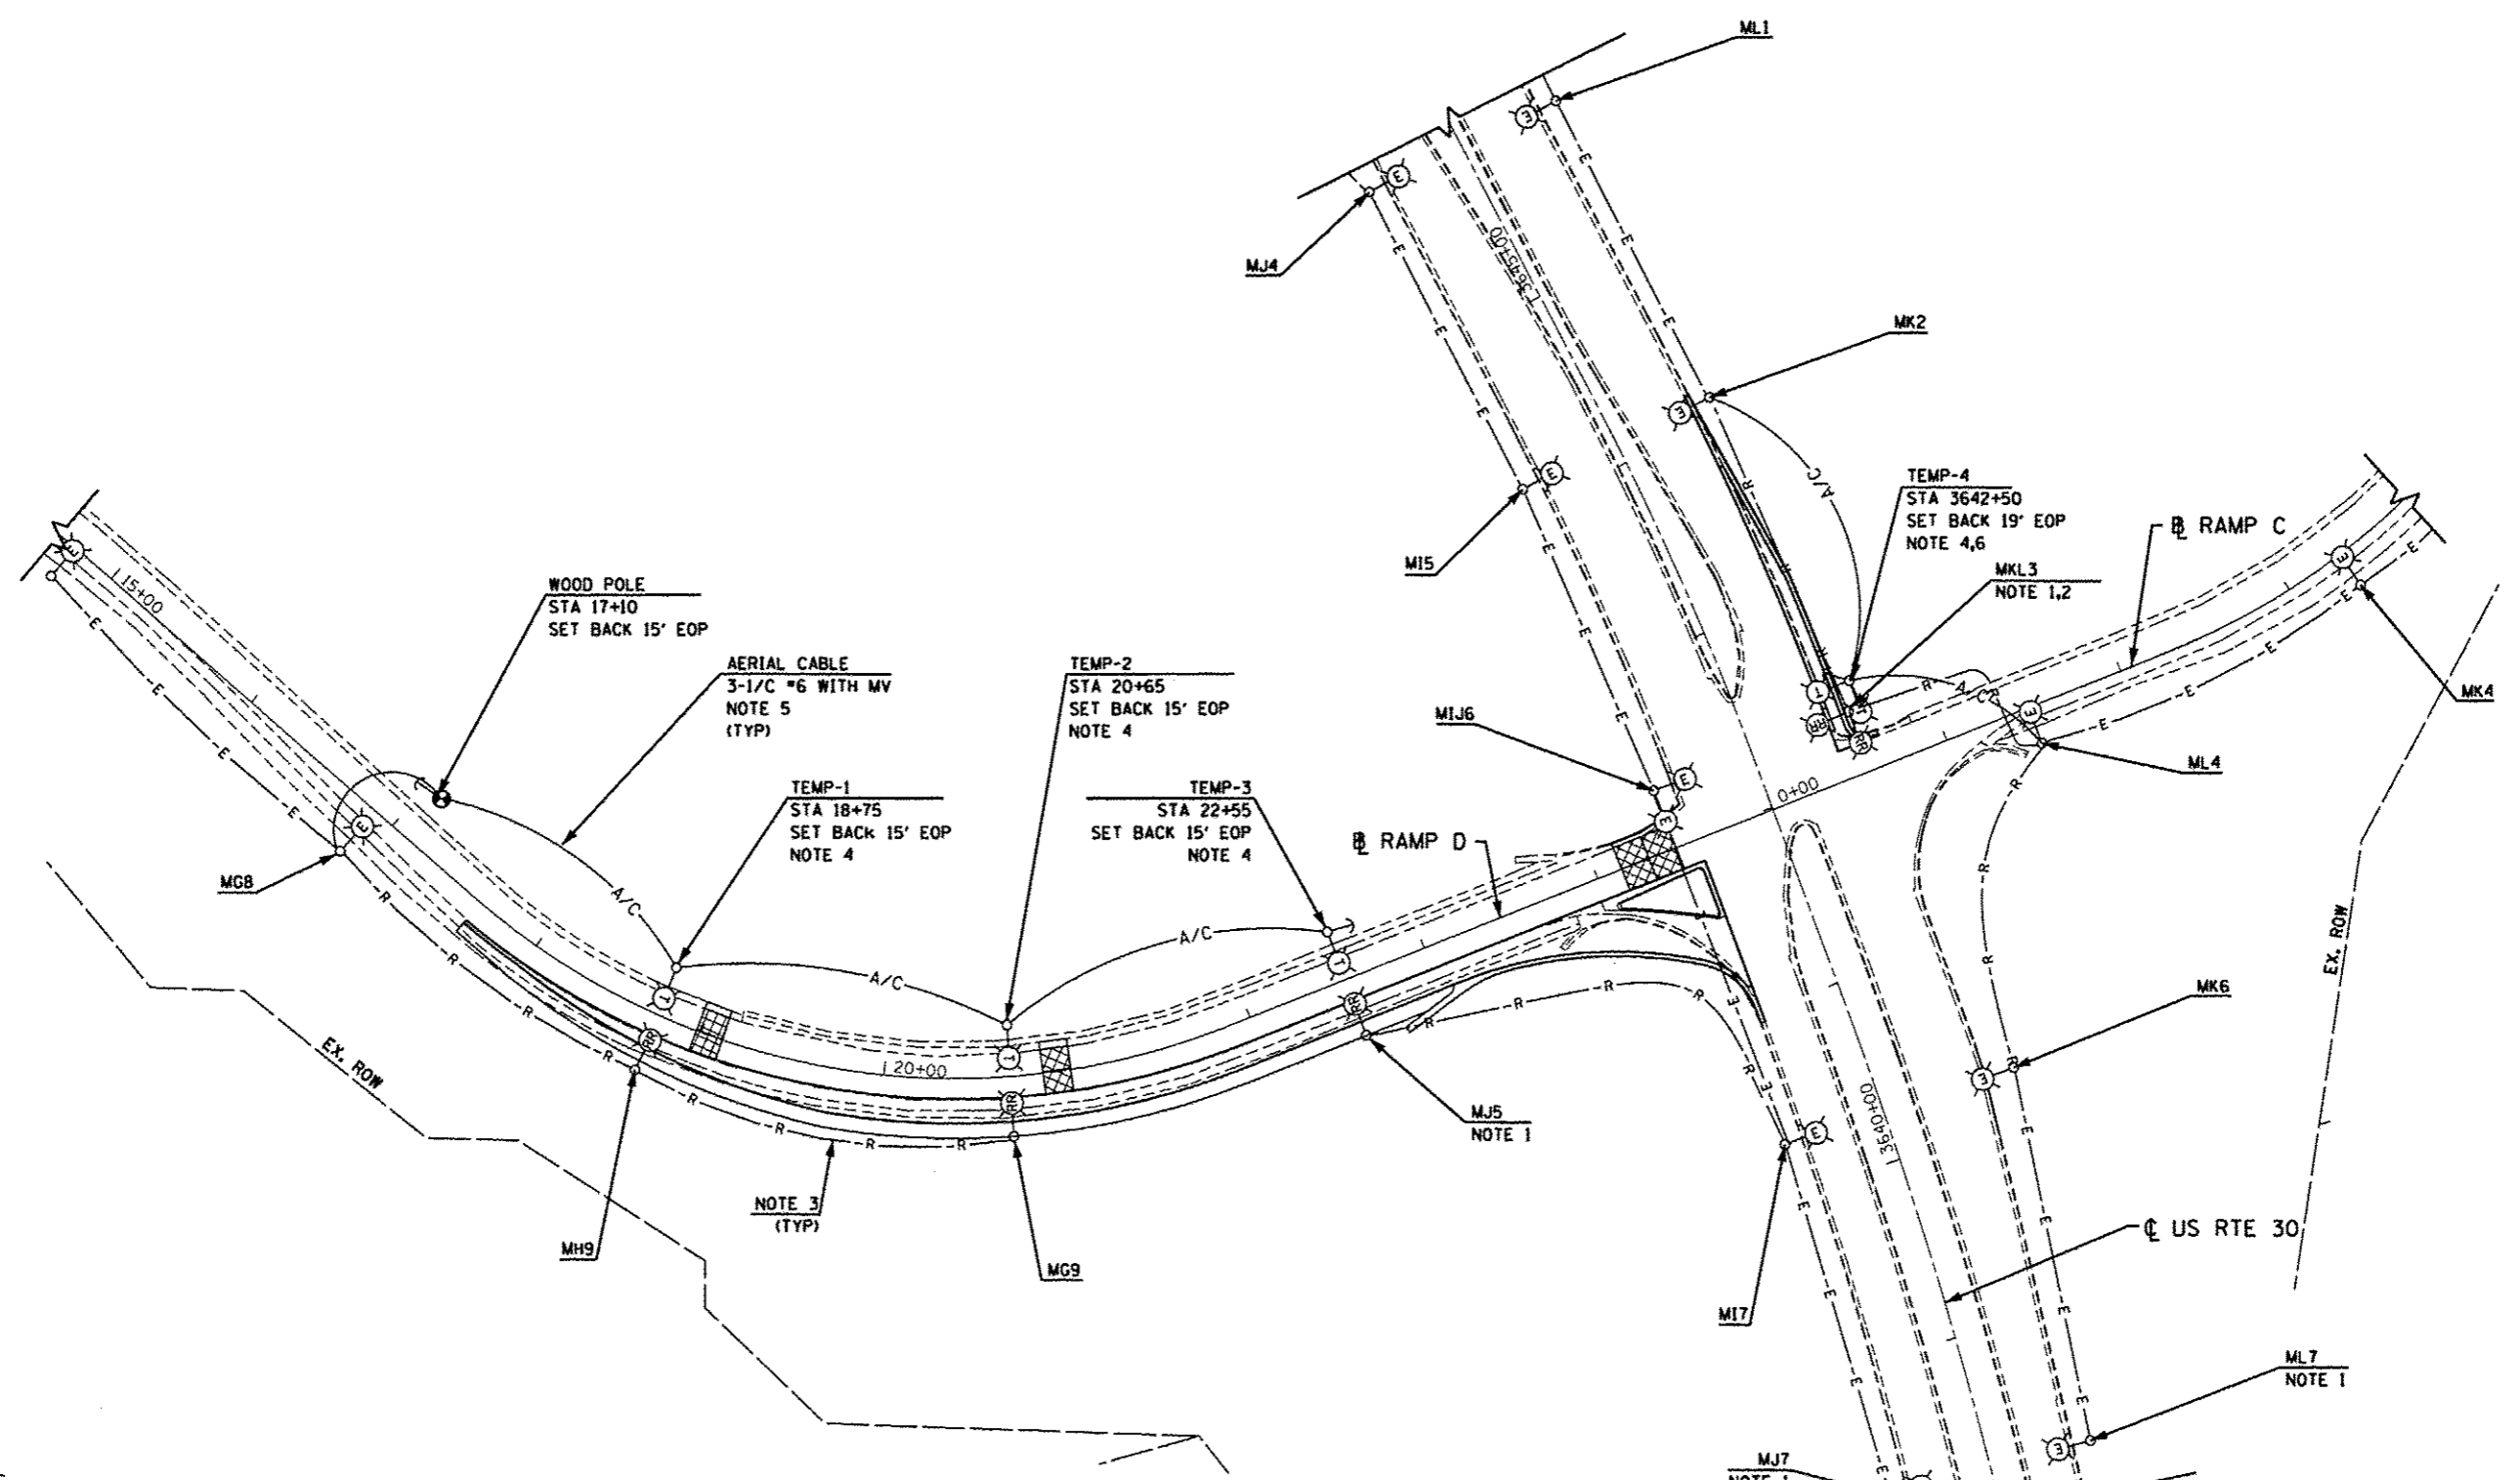 ML1
MJ4
3645+00
MK2
MI5
TEMP-4
STA 3642+50
SET BACK 19' EOP
NOTE 4,6
A/C
℄ RAMP C
MKL3
NOTE 1,2
15+00
WOOD POLE
STA 17+10
SET BACK 15' EOP
AERIAL CABLE
3-1/C #6 WITH MV
NOTE 5
(TYP)
TEMP-2
STA 20+65
SET BACK 15' EOP
NOTE 4
MK4
MIJ6
A/C
ML4
TEMP-1
STA 18+75
SET BACK 15' EOP
NOTE 4
TEMP-3
STA 22+55
SET BACK 15' EOP
NOTE 4
0+00
℄ RAMP D
MG8
A/C
A/C
A/C
EX. ROW
EX. ROW
MK6
20+00
MJ5
NOTE 1
3640+00
NOTE 3
(TYP)
MH9
MG9
℄ US RTE 30
MI7
ML7
NOTE 1
MJ7
NOTE 1